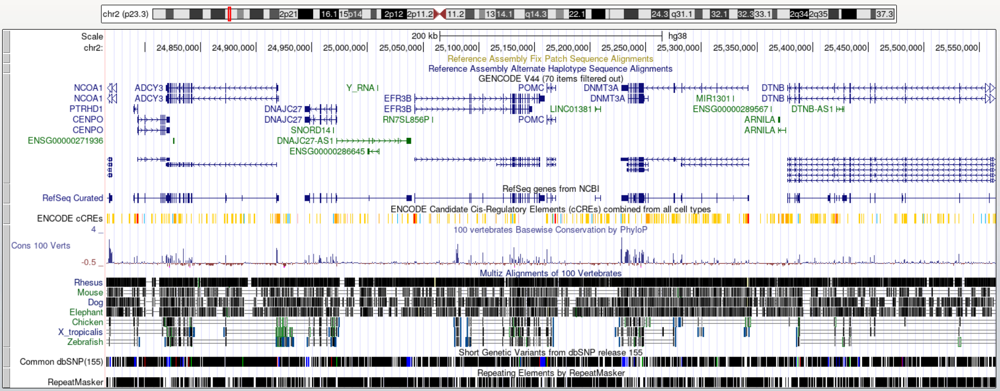 chr2 (p23.3) 2p21 16.1 15p14 2p12 2p11.2 11.2 13 14.1 q14.3 22.1 24.3 q31.1 32.1 32.3 33.1 2q34 2q35 37.3
Scale 200 kb hg38
chr2: 24,850,000 24,900,000 24,950,000 25,000,000 25,050,000 25,100,000 25,150,000 25,200,000 25,250,000 25,300,000 25,350,000 25,400,000 25,450,000 25,500,000 25,550,000
Reference Assembly Fix Patch Sequence Alignments
Reference Assembly Alternate Haplotype Sequence Alignments
GENCODE V44 (70 items filtered out)
NCOA1 ADCY3 Y_RNA POMC DNMT3A DTNB
NCOA1 ADCY3 EFR3B DNMT3A MIR1301 DTNB
PTRHD1 DNAJC27 EFR3B LINC01381 ENSG00000289567 DTNB-AS1
CENPO DNAJC27 RN7SL856P POMC ARNILA
CENPO SNORD14 ARNILA
ENSG00000271936 DNAJC27-AS1
ENSG00000286645
RefSeq genes from NCBI
RefSeq Curated
ENCODE Candidate Cis-Regulatory Elements (cCREs) combined from all cell types
ENCODE cCREs
4 _ 100 vertebrates Basewise Conservation by PhyloP
Cons 100 Verts
-0.5 _
Multiz Alignments of 100 Vertebrates
Rhesus
Mouse
Dog
Elephant
Chicken
X_tropicalis
Zebrafish
Short Genetic Variants from dbSNP release 155
Common dbSNP(155)
Repeating Elements by RepeatMasker
RepeatMasker